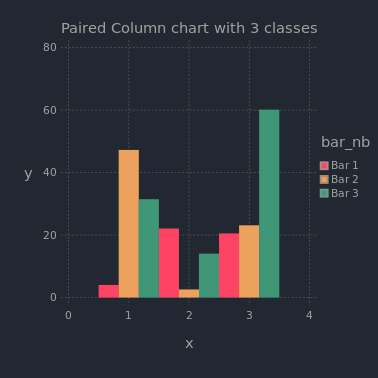 Paired Column chart with 3 classes
80
60
40
20
0
y
0 1 2 3 4
x
bar_nb
Bar 1
Bar 2
Bar 3